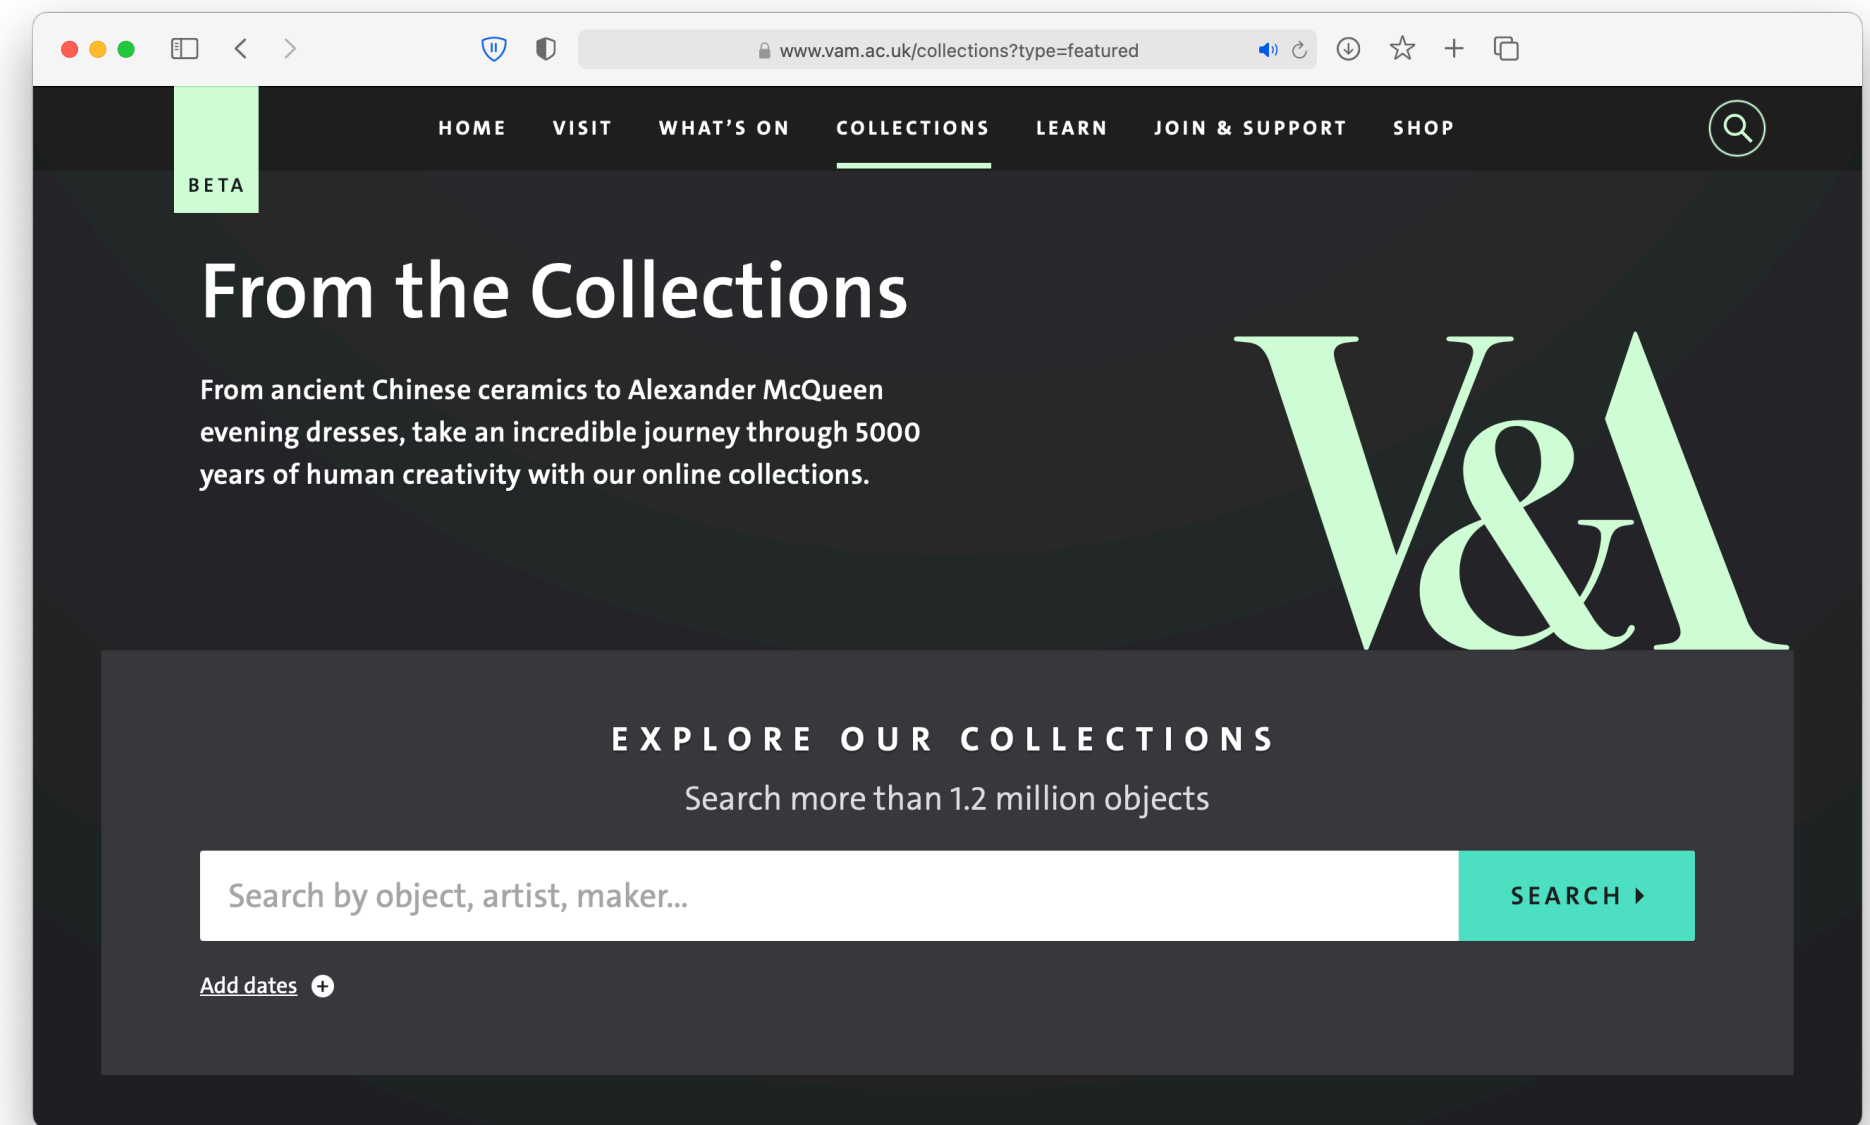 www.vam.ac.uk/collections?type=featured
HOME VISIT WHAT'S ON COLLECTIONS LEARN JOIN & SUPPORT SHOP
BETA
From the Collections
From ancient Chinese ceramics to Alexander McQueen
evening dresses, take an incredible journey through 5000
years of human creativity with our online collections.
V&A
EXPLORE OUR COLLECTIONS
Search more than 1.2 million objects
Search by object, artist, maker...
SEARCH
Add dates